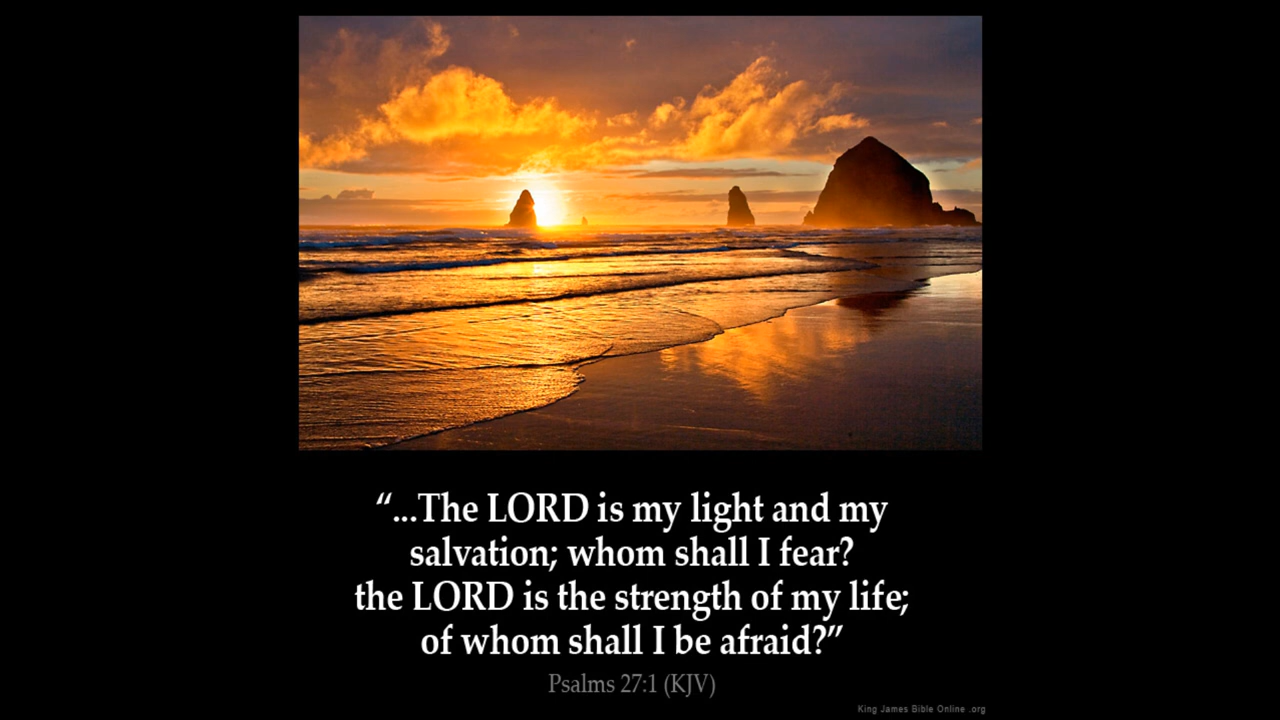 “...The LORD is my light and my
salvation; whom shall I fear?
the LORD is the strength of my life;
of whom shall I be afraid?”
Psalms 27:1 (KJV)
King James Bible Online .org